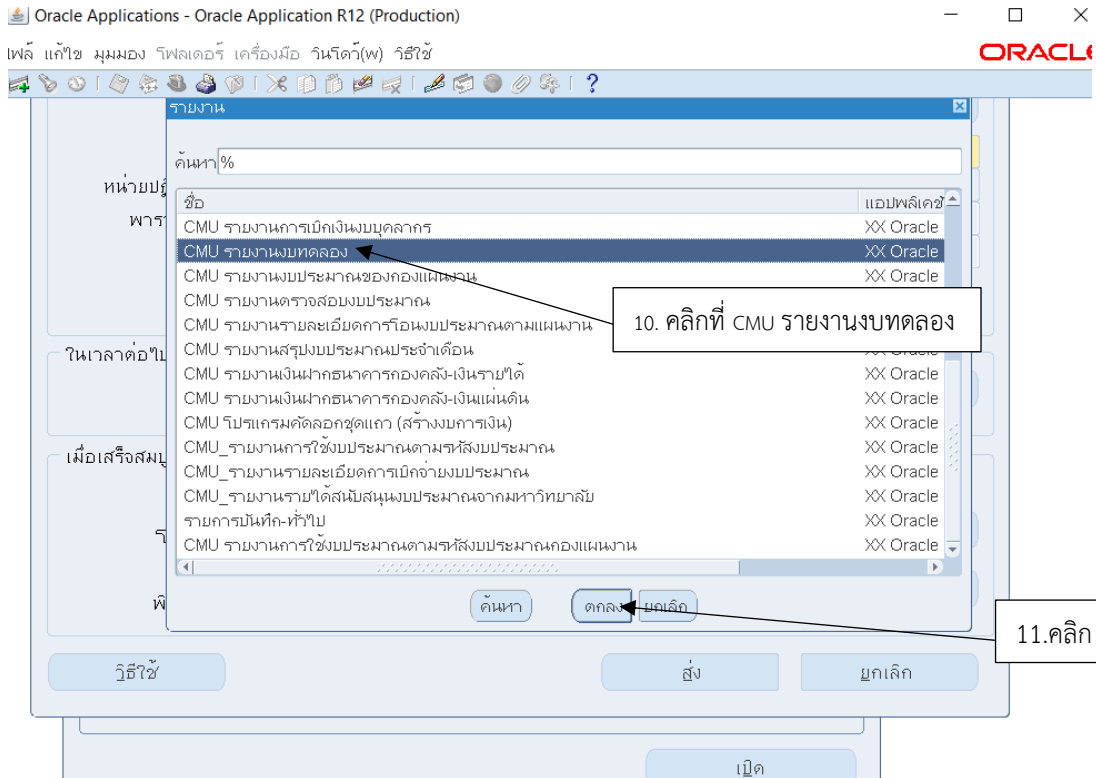 Oracle Applications - Oracle Application R12 (Production)
ไฟล์ แก้ไข มุมมอง โฟลเดอร์ เครื่องมือ วินโดว์(w) วิธีใช้
ORACLE
รายงาน
ค้นหา %
หน่วยปฏิ
พารา
ชื่อ แอปพลิเคชั
CMU รายงานการเบิกเงินงบบุคลากร XX Oracle
CMU รายงานงบทดลอง XX Oracle
CMU รายงานงบประมาณของกองแผนงาน XX Oracle
CMU รายงานตรวจสอบงบประมาณ
CMU รายงานรายละเอียดการโอนงบประมาณตามแผนงาน
10. คลิกที่ CMU รายงานงบทดลอง
ในเวลาต่อไป
CMU รายงานสรุปงบประมาณประจำเดือน XX Oracle
CMU รายงานเงินฝากธนาคารกองคลัง-เงินรายได้ XX Oracle
CMU รายงานเงินฝากธนาคารกองคลัง-เงินแผ่นดิน XX Oracle
CMU โปรแกรมคัดลอกชุดแถว (สร้างงบการเงิน) XX Oracle
CMU_รายงานการใช้งบประมาณตามรหัสงบประมาณ XX Oracle
เมื่อเสร็จสมบู
CMU_รายงานรายละเอียดการเบิกจ่ายงบประมาณ XX Oracle
CMU_รายงานรายได้สนับสนุนงบประมาณจากมหาวิทยาลัย XX Oracle
รายการบันทึก-ทั่วไป XX Oracle
CMU รายงานการใช้งบประมาณตามรหัสงบประมาณกองแผนงาน XX Oracle
ค้นหา ตกลง ยกเลิก
11.คลิก
วิธีใช้ ส่ง ยกเลิก
เปิด